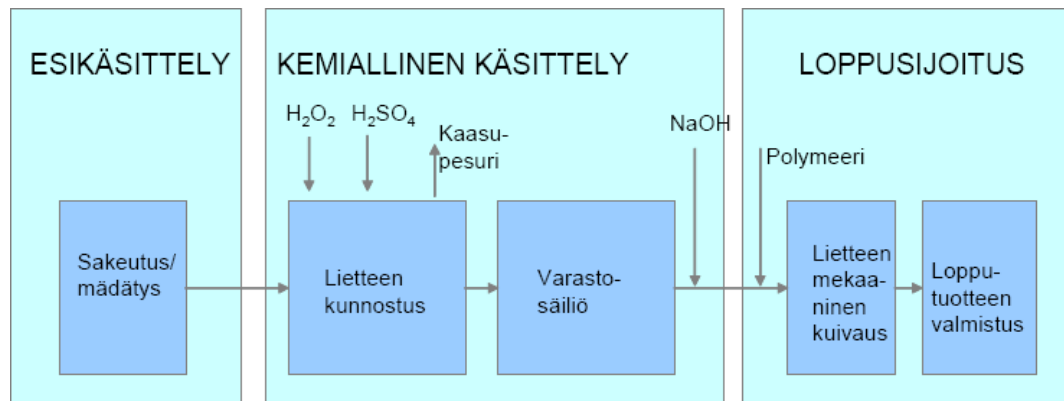 ESIKÄSITTELY
KEMIALLINEN KÄSITTELY
LOPPUSIJOITUS
H₂O₂
H₂SO₄
Kaasu-
pesuri
NaOH
Polymeeri
Sakeutus/
mädätys
Lietteen
kunnostus
Varasto-
säiliö
Lietteen
mekaa-
ninen
kuivaus
Loppu-
tuotteen
valmistus